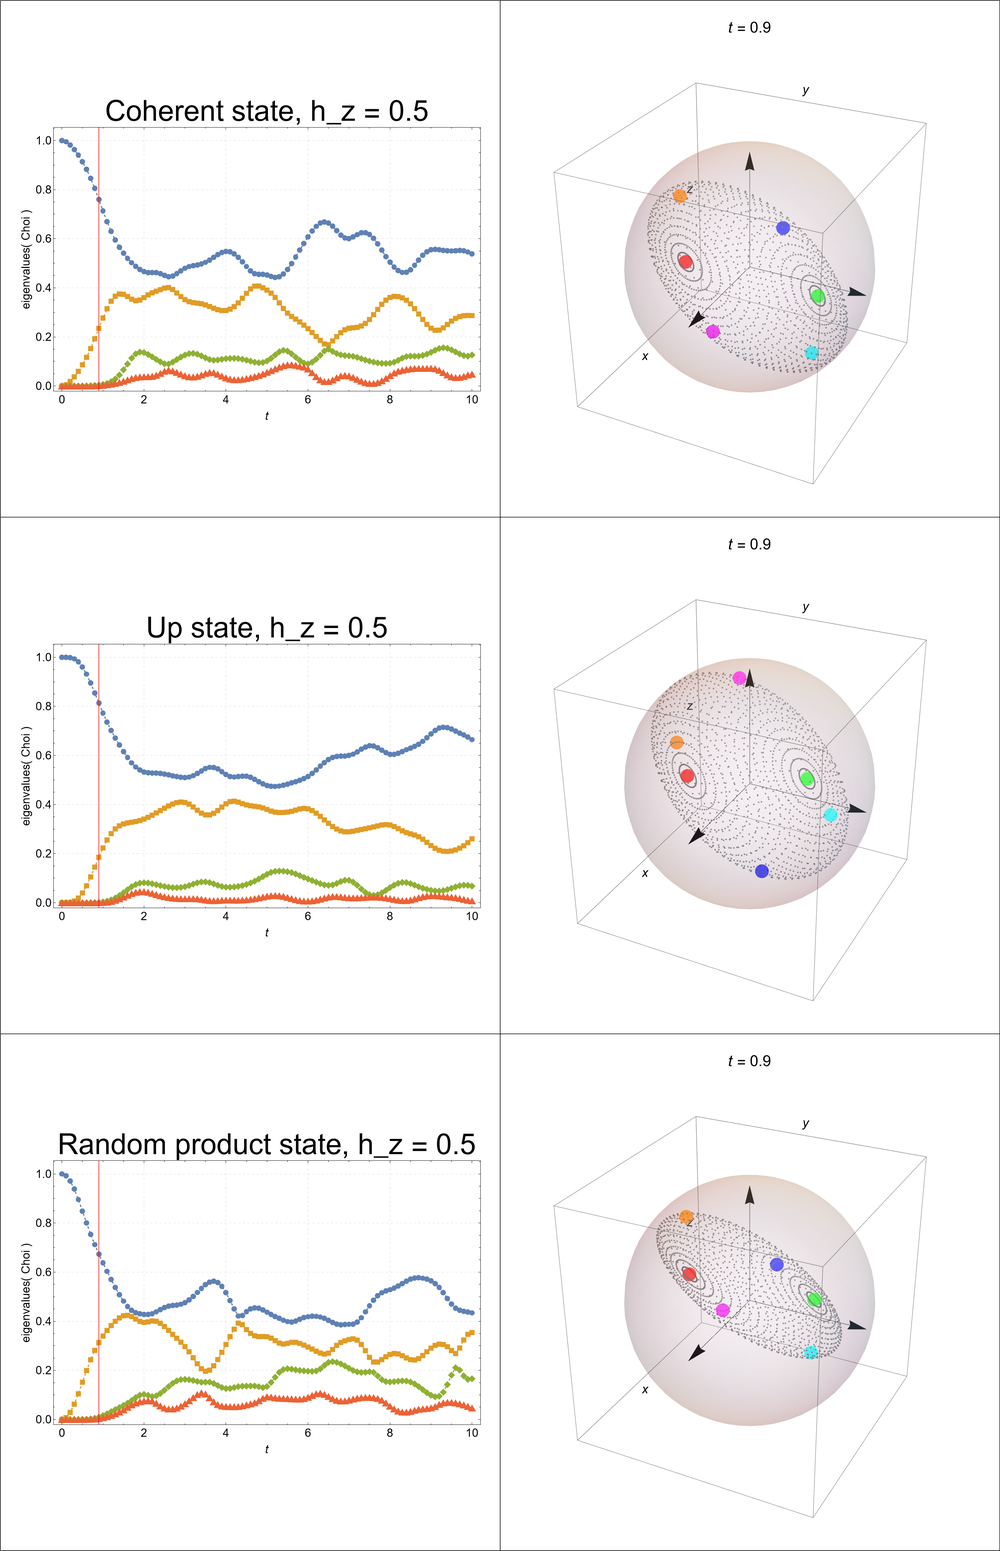 t = 0.9
Coherent state, h_z = 0.5
eigenvalues( Choi )
1.0
0.8
0.6
0.4
0.2
0.0
0 2 4 6 8 10
t
y
z
x
t = 0.9
Up state, h_z = 0.5
eigenvalues( Choi )
1.0
0.8
0.6
0.4
0.2
0.0
0 2 4 6 8 10
t
y
z
x
t = 0.9
Random product state, h_z = 0.5
eigenvalues( Choi )
1.0
0.8
0.6
0.4
0.2
0.0
0 2 4 6 8 10
t
y
z
x